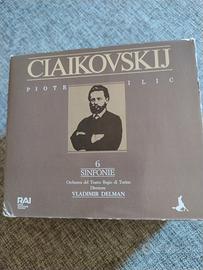 CIAIKOVSKIJ
PIOTR ILIC
6
SINFONIE
Orchestra del Teatro Regio di Torino
Direttore
VLADIMIR DELMAN
RAI